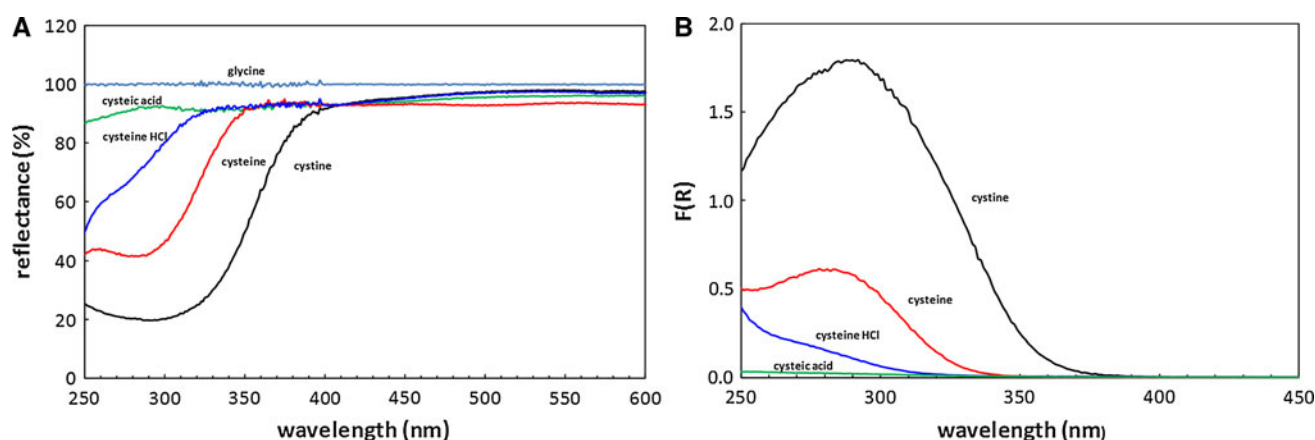 A
120
100
80
60
40
20
0
reflectance (%)
glycine
cysteic acid
cysteine HCl
cysteine
cystine
250 300 350 400 450 500 550 600
wavelength (nm)
B
2.0
1.5
1.0
0.5
0.0
F(R)
cystine
cysteine
cysteine HCl
cysteic acid
250 300 350 400 450
wavelength (nm)